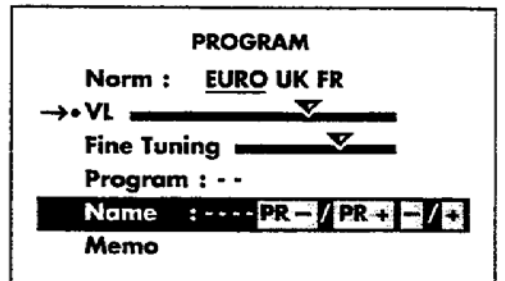 PROGRAM
Norm : EURO UK FR
→• VL
Fine Tuning
Program : - -
Name : - - - - PR – / PR + – / +
Memo